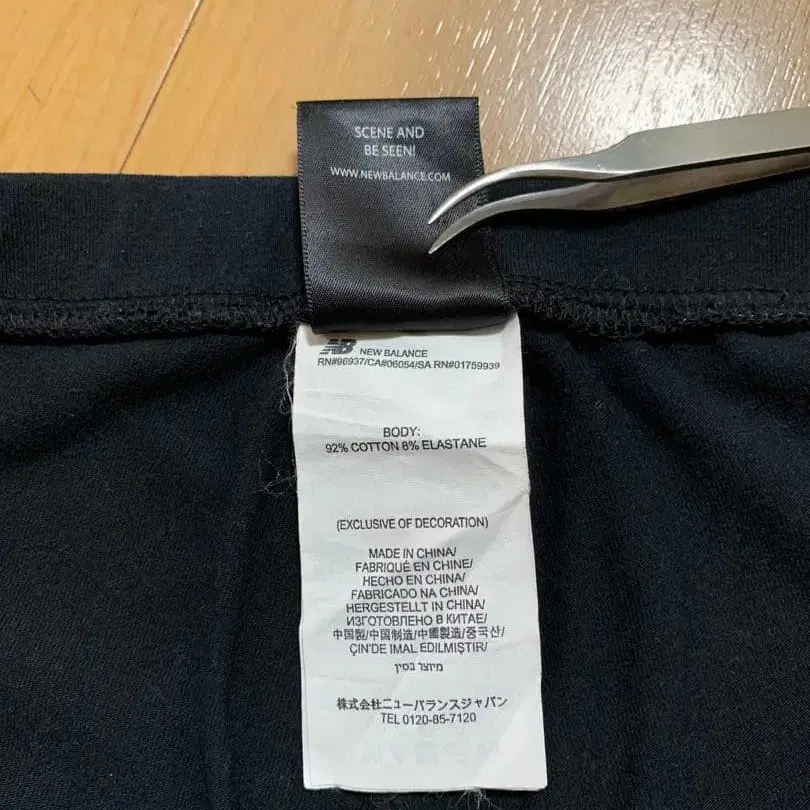 SCENE AND
BE SEEN!
WWW.NEWBALANCE.COM
NB NEW BALANCE
RN#96937/CA#06054/SA RN#01759939
BODY:
92% COTTON 8% ELASTANE
(EXCLUSIVE OF DECORATION)
MADE IN CHINA/
FABRIQUÉ EN CHINE/
HECHO EN CHINA/
FABRICADO NA CHINA/
HERGESTELLT IN CHINA/
ИЗГОТОВЛЕНО В КИТАЕ/
中国製/中国制造/中國製造/중국산/
ÇIN'DE IMAL EDILMIŞTIR/
מיוצר בסין
株式会社ニューバランスジャパン
TEL 0120-85-7120